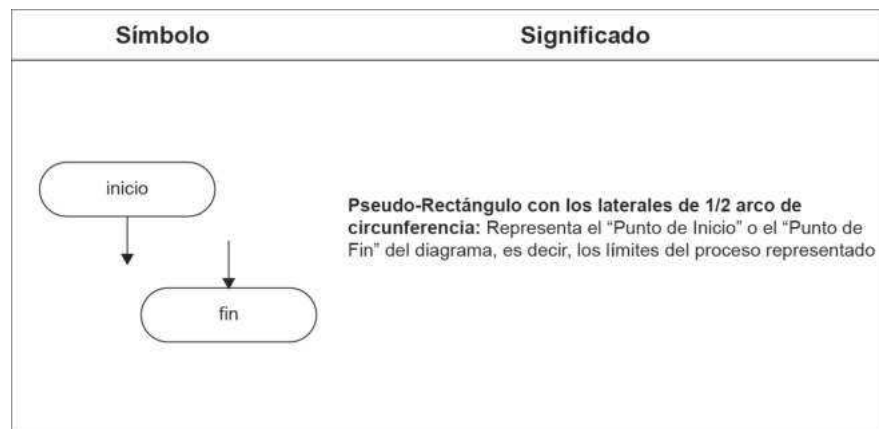 Símbolo
Significado
inicio
Pseudo-Rectángulo con los laterales de 1/2 arco de
circunferencia: Representa el “Punto de Inicio” o el “Punto de
Fin” del diagrama, es decir, los límites del proceso representado
fin